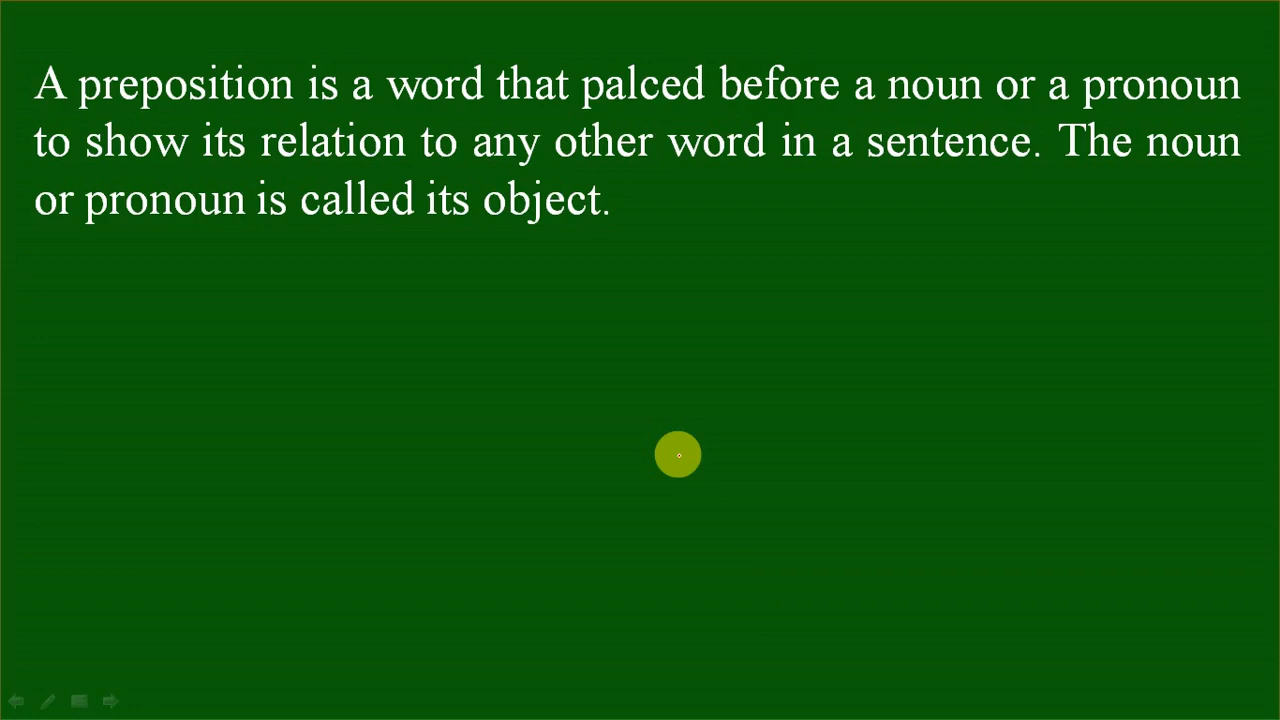 A preposition is a word that palced before a noun or a pronoun
to show its relation to any other word in a sentence. The noun
or pronoun is called its object.